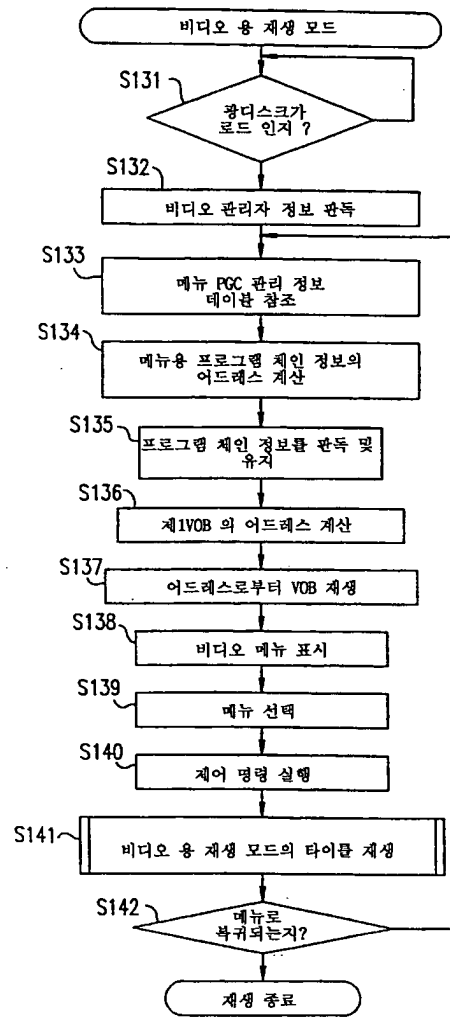 비디오 용 재생 모드
S131
광디스크가
로드 인지 ?
S132
비디오 관리자 정보 판독
S133
메뉴 PGC 관리 정보
테이블 참조
S134
메뉴용 프로그램 체인 정보의
어드레스 계산
S135
프로그램 체인 정보를 판독 및
유지
S136
제1VOB 의 어드레스 계산
S137
어드레스로부터 VOB 재생
S138
비디오 메뉴 표시
S139
메뉴 선택
S140
제어 명령 실행
S141
비디오 용 재생 모드의 타이틀 재생
S142
메뉴로
복귀되는지?
재생 종료